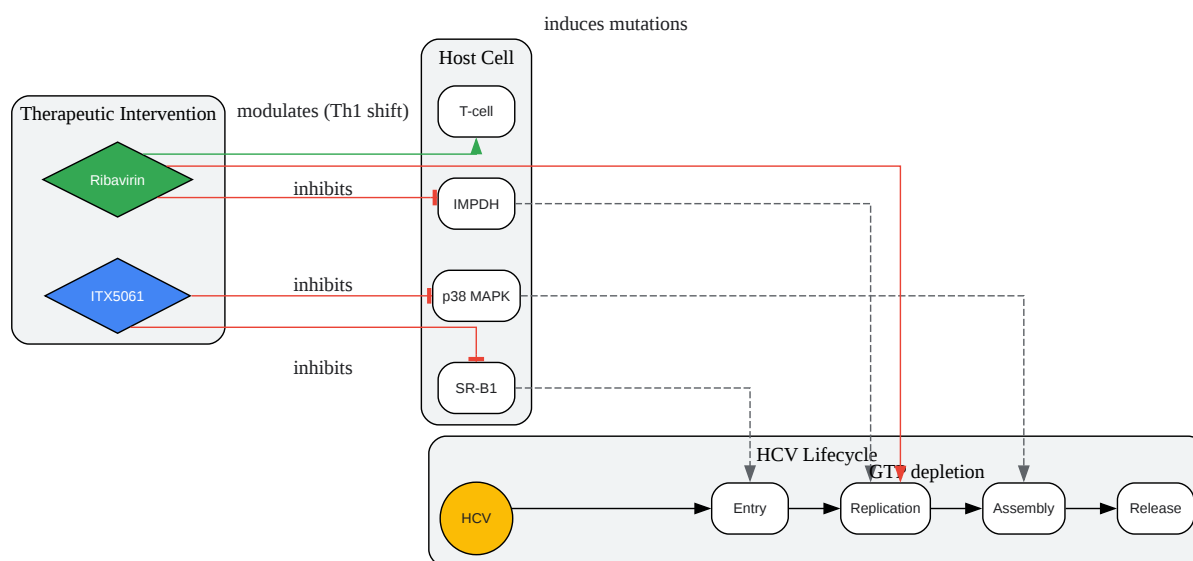 induces mutations
Host Cell
Therapeutic Intervention
modulates (Th1 shift)
T-cell
Ribavirin
inhibits
IMPDH
ITX5061
inhibits
p38 MAPK
inhibits
SR-B1
HCV Lifecycle
GTP depletion
HCV
Entry
Replication
Assembly
Release